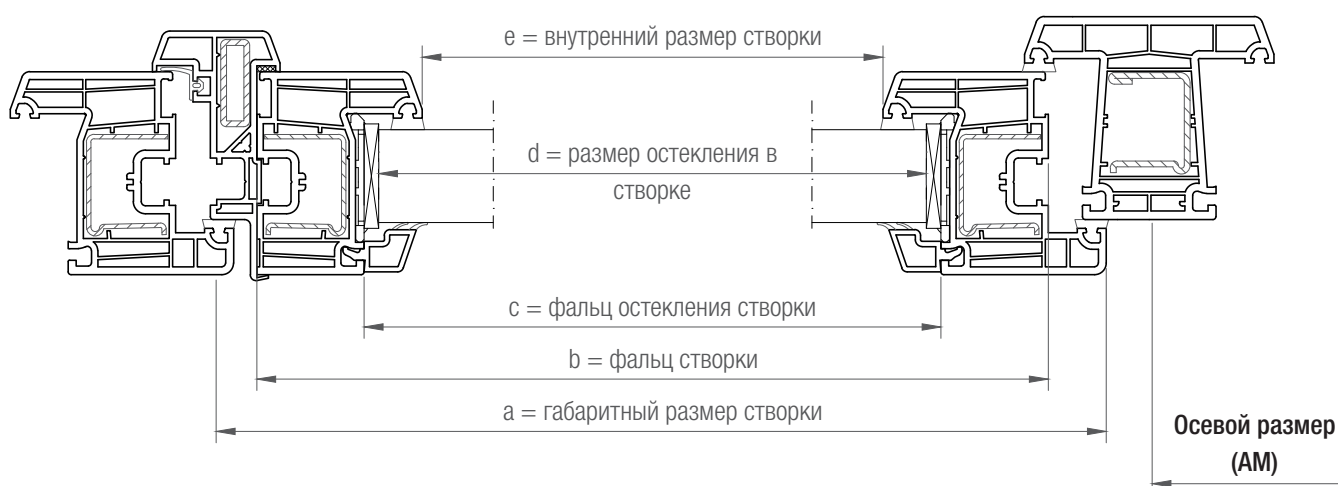 e = внутренний размер створки
d = размер остекления в
створке
c = фальц остекления створки
b = фальц створки
a = габаритный размер створки
Осевой размер
(AM)